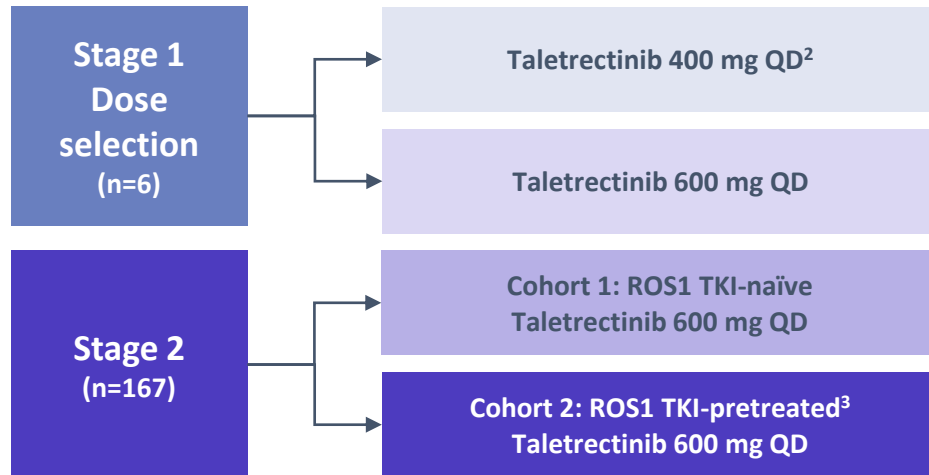 Stage 1
Dose
selection
(n=6)
Taletrectinib 400 mg QD²
Taletrectinib 600 mg QD
Stage 2
(n=167)
Cohort 1: ROS1 TKI-naïve
Taletrectinib 600 mg QD
Cohort 2: ROS1 TKI-pretreated³
Taletrectinib 600 mg QD